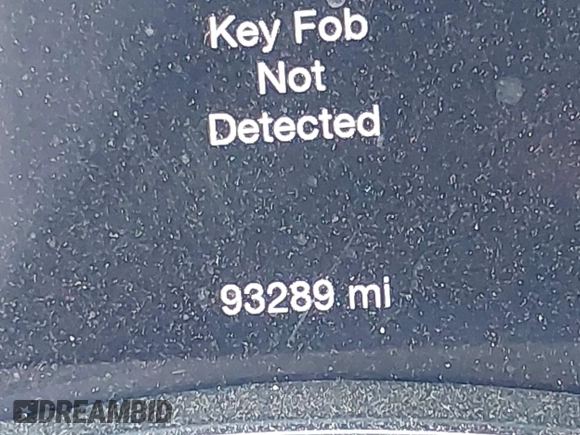 Key Fob
Not
Detected
93289 mi
DREAMBID